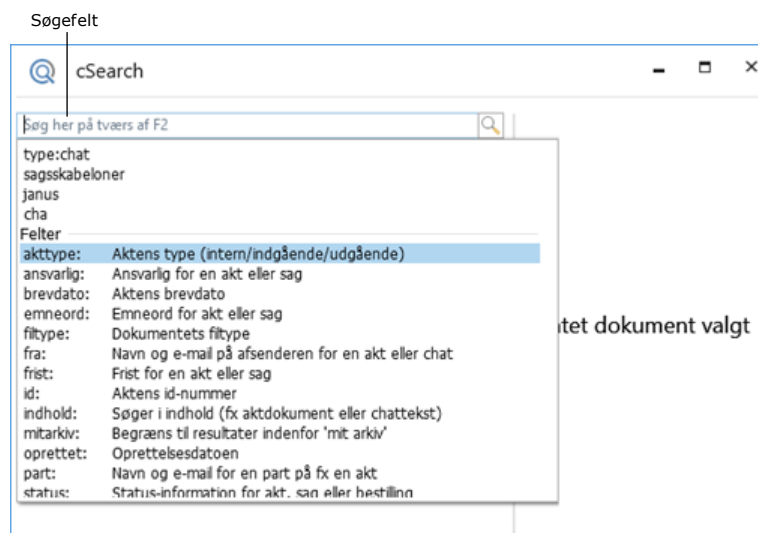 Søgefelt
cSearch
Søg her på tværs af F2
type:chat
sagsskabeloner
janus
cha
Felter
akttype: Aktens type (intern/indgående/udgående)
ansvarlig: Ansvarlig for en akt eller sag
brevdato: Aktens brevdato
emneord: Emneord for akt eller sag
filtype: Dokumentets filtype
fra: Navn og e-mail på afsenderen for en akt eller chat
frist: Frist for en akt eller sag
id: Aktens id-nummer
indhold: Søger i indhold (fx aktdokument eller chattekst)
mitarkiv: Begræns til resultater indenfor 'mit arkiv'
oprettet: Oprettelsesdatoen
part: Navn og e-mail for en part på fx en akt
status: Status-information for akt, sag eller bestilling
ntet dokument valgt